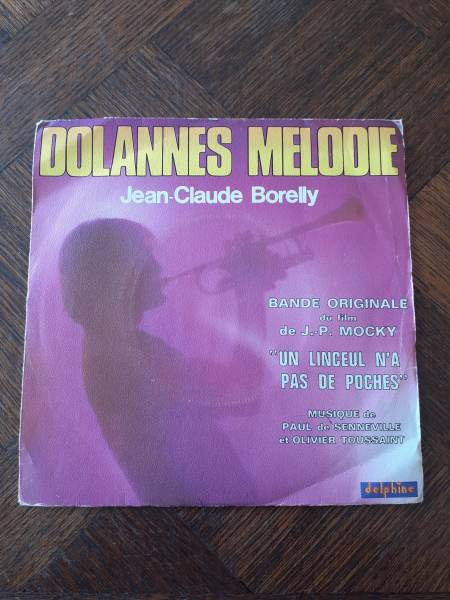 DOLANNES MELODIE
Jean-Claude Borelly
BANDE ORIGINALE
du film
de J.-P. MOCKY
"UN LINCEUL N'A
PAS DE POCHES"
MUSIQUE de
PAUL de SENNEVILLE
et OLIVIER TOUSSAINT
delphine